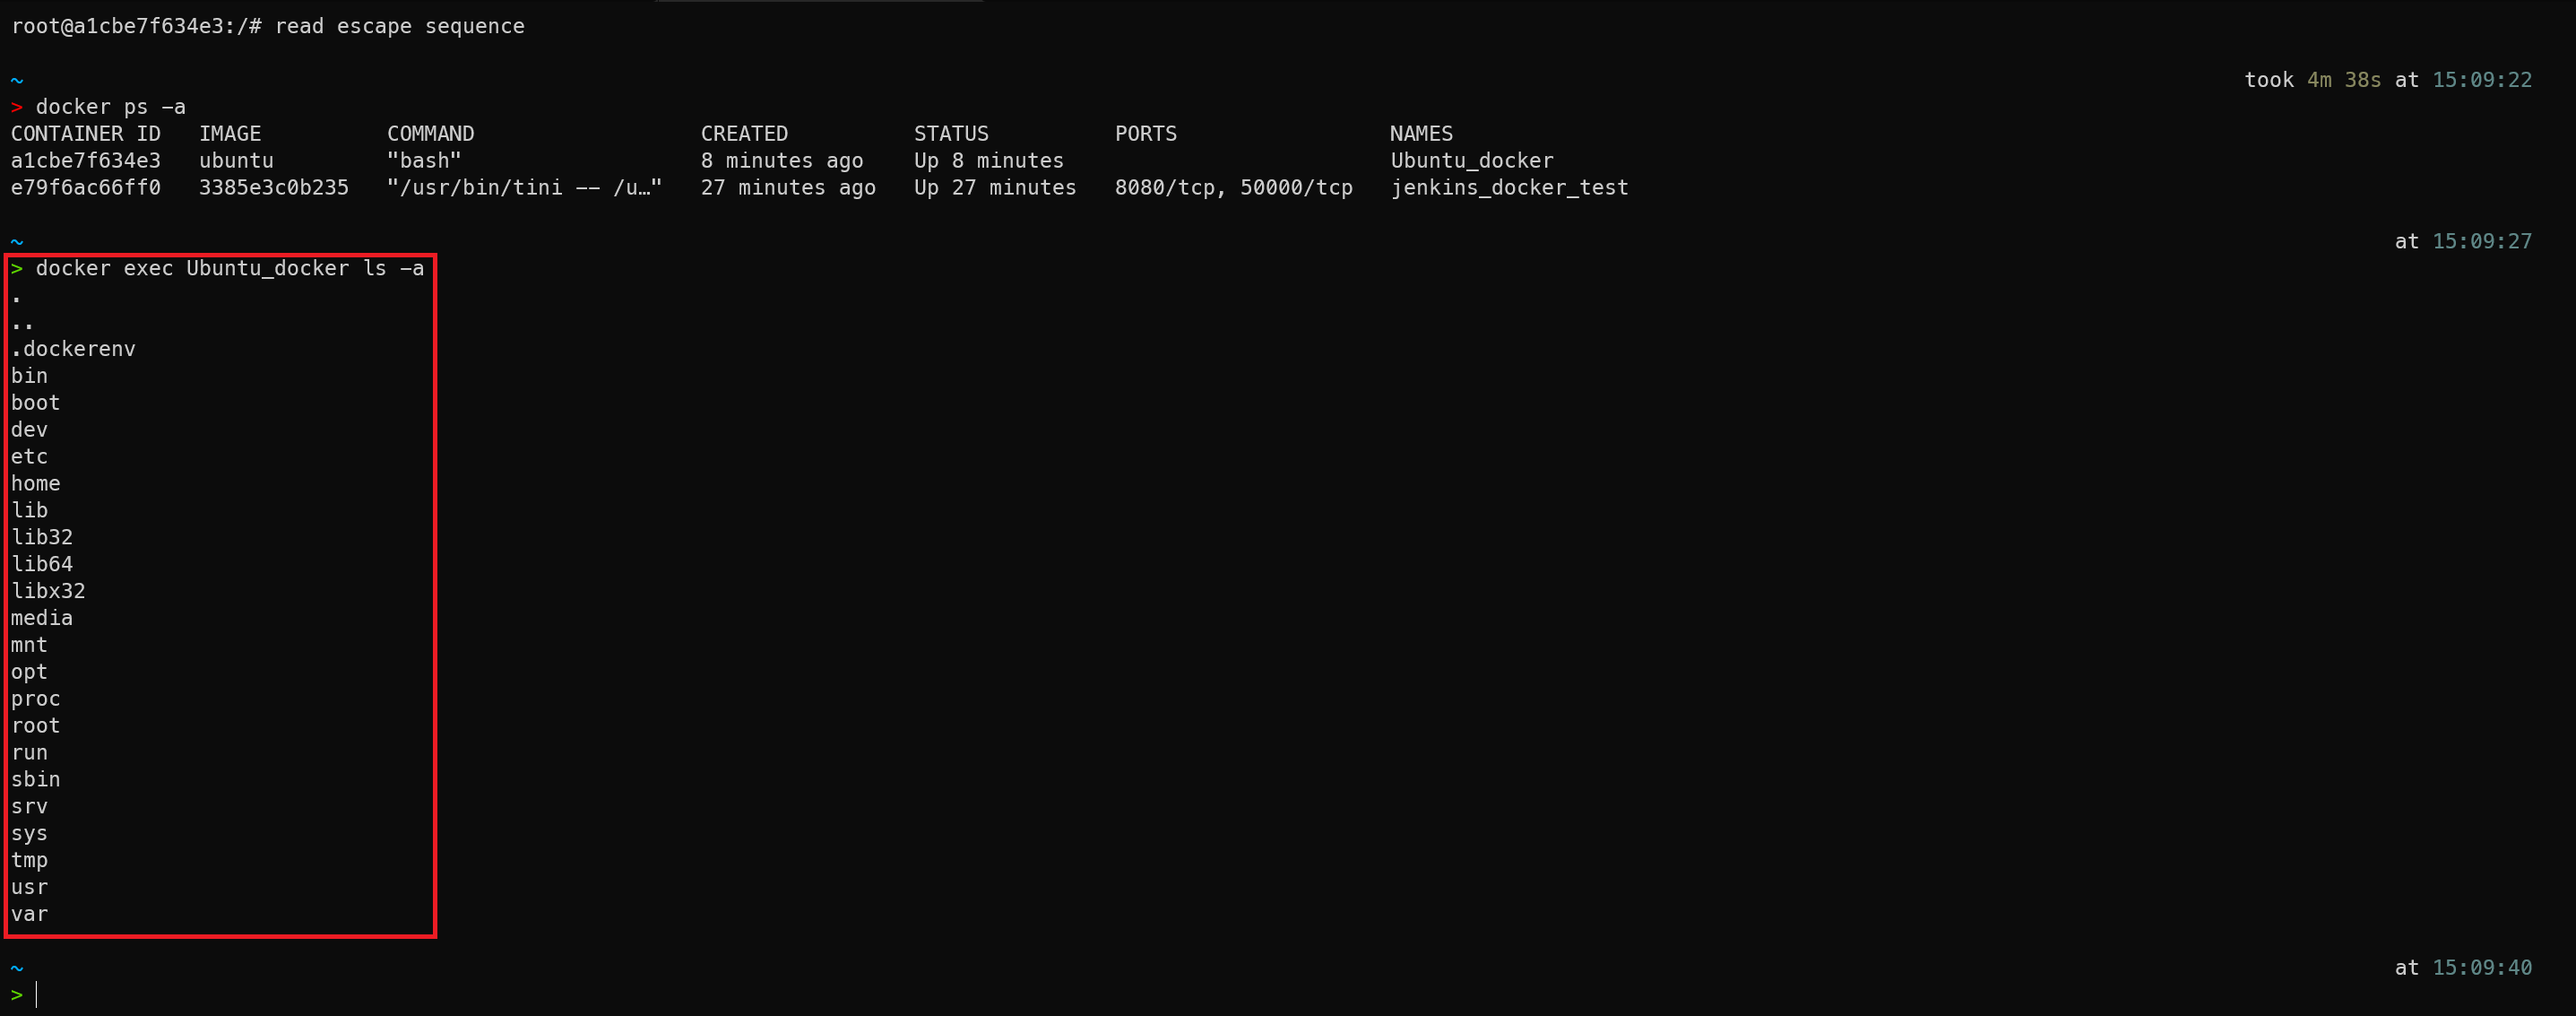 root@a1cbe7f634e3:/# read escape sequence
~ took 4m 38s at 15:09:22
> docker ps -a
CONTAINER ID   IMAGE          COMMAND                  CREATED          STATUS          PORTS                 NAMES
a1cbe7f634e3   ubuntu         "bash"                   8 minutes ago    Up 8 minutes                          Ubuntu_docker
e79f6ac66ff0   3385e3c0b235   "/usr/bin/tini -- /u…"   27 minutes ago   Up 27 minutes   8080/tcp, 50000/tcp   jenkins_docker_test
~ at 15:09:27
> docker exec Ubuntu_docker ls -a
.
..
.dockerenv
bin
boot
dev
etc
home
lib
lib32
lib64
libx32
media
mnt
opt
proc
root
run
sbin
srv
sys
tmp
usr
var
~ at 15:09:40
>